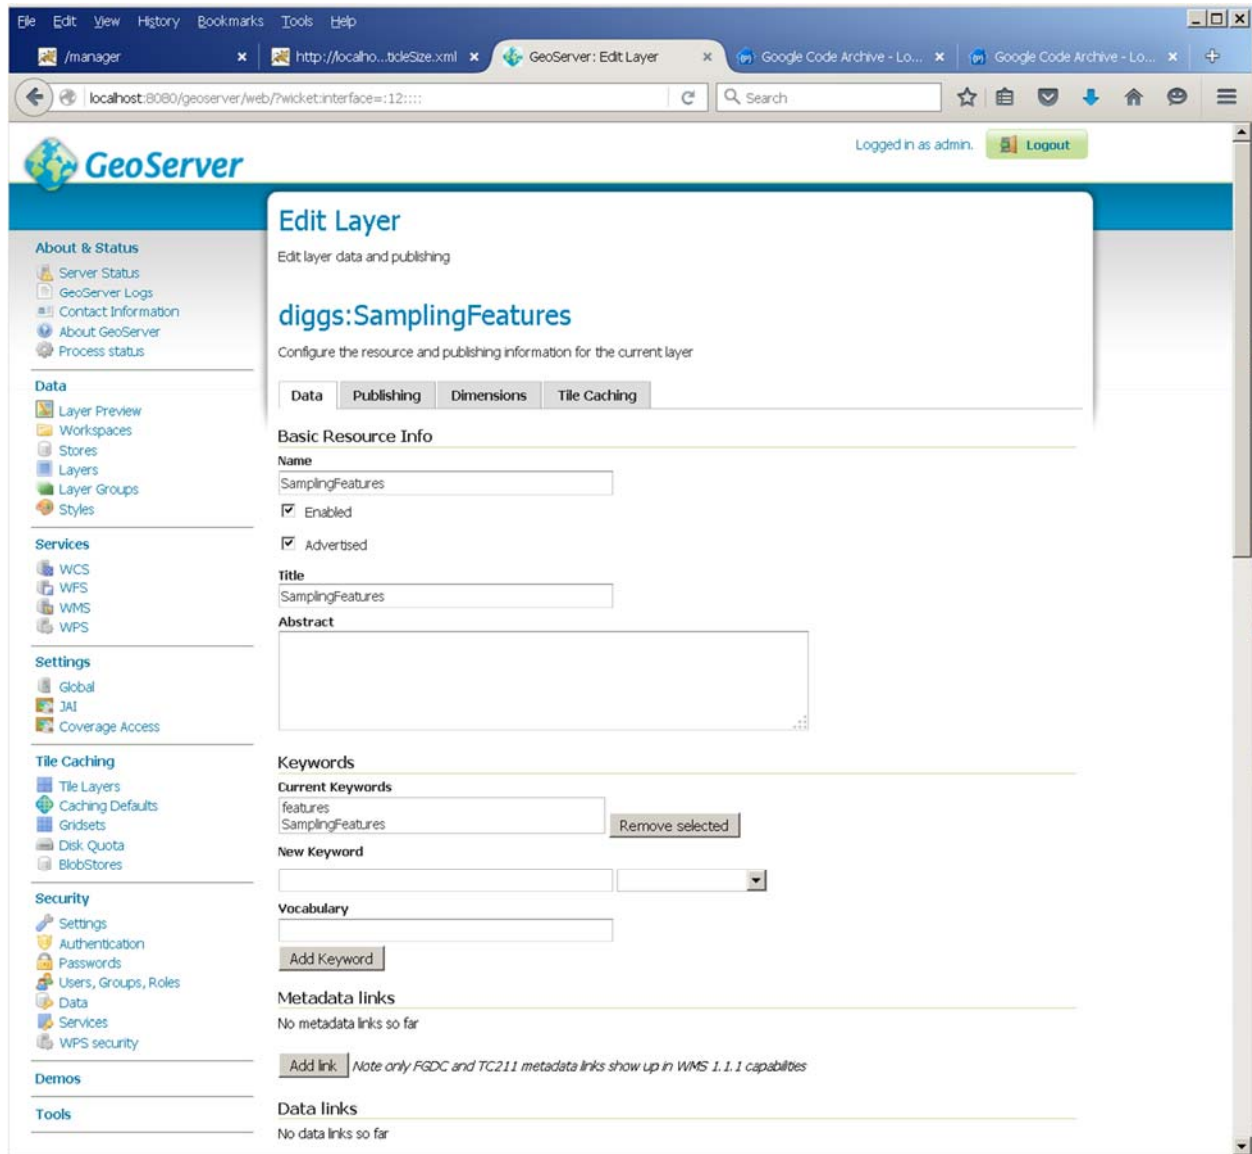 File Edit View History Bookmarks Tools Help
/manager
http://localho...ticleSize.xml
GeoServer: Edit Layer
Google Code Archive - Lo...
Google Code Archive - Lo...
localhost:8080/geoserver/web/?wicket:interface=:12::::
Search
GeoServer
Logged in as admin.
Logout
About & Status
Server Status
GeoServer Logs
Contact Information
About GeoServer
Process status
Data
Layer Preview
Workspaces
Stores
Layers
Layer Groups
Styles
Services
WCS
WFS
WMS
WPS
Settings
Global
JAI
Coverage Access
Tile Caching
Tile Layers
Caching Defaults
Gridsets
Disk Quota
BlobStores
Security
Settings
Authentication
Passwords
Users, Groups, Roles
Data
Services
WPS security
Demos
Tools
Edit Layer
Edit layer data and publishing
diggs:SamplingFeatures
Configure the resource and publishing information for the current layer
Data Publishing Dimensions Tile Caching
Basic Resource Info
Name
SamplingFeatures
Enabled
Advertised
Title
SamplingFeatures
Abstract
Keywords
Current Keywords
features
SamplingFeatures
Remove selected
New Keyword
Vocabulary
Add Keyword
Metadata links
No metadata links so far
Add link Note only FGDC and TC211 metadata links show up in WMS 1.1.1 capabilities
Data links
No data links so far